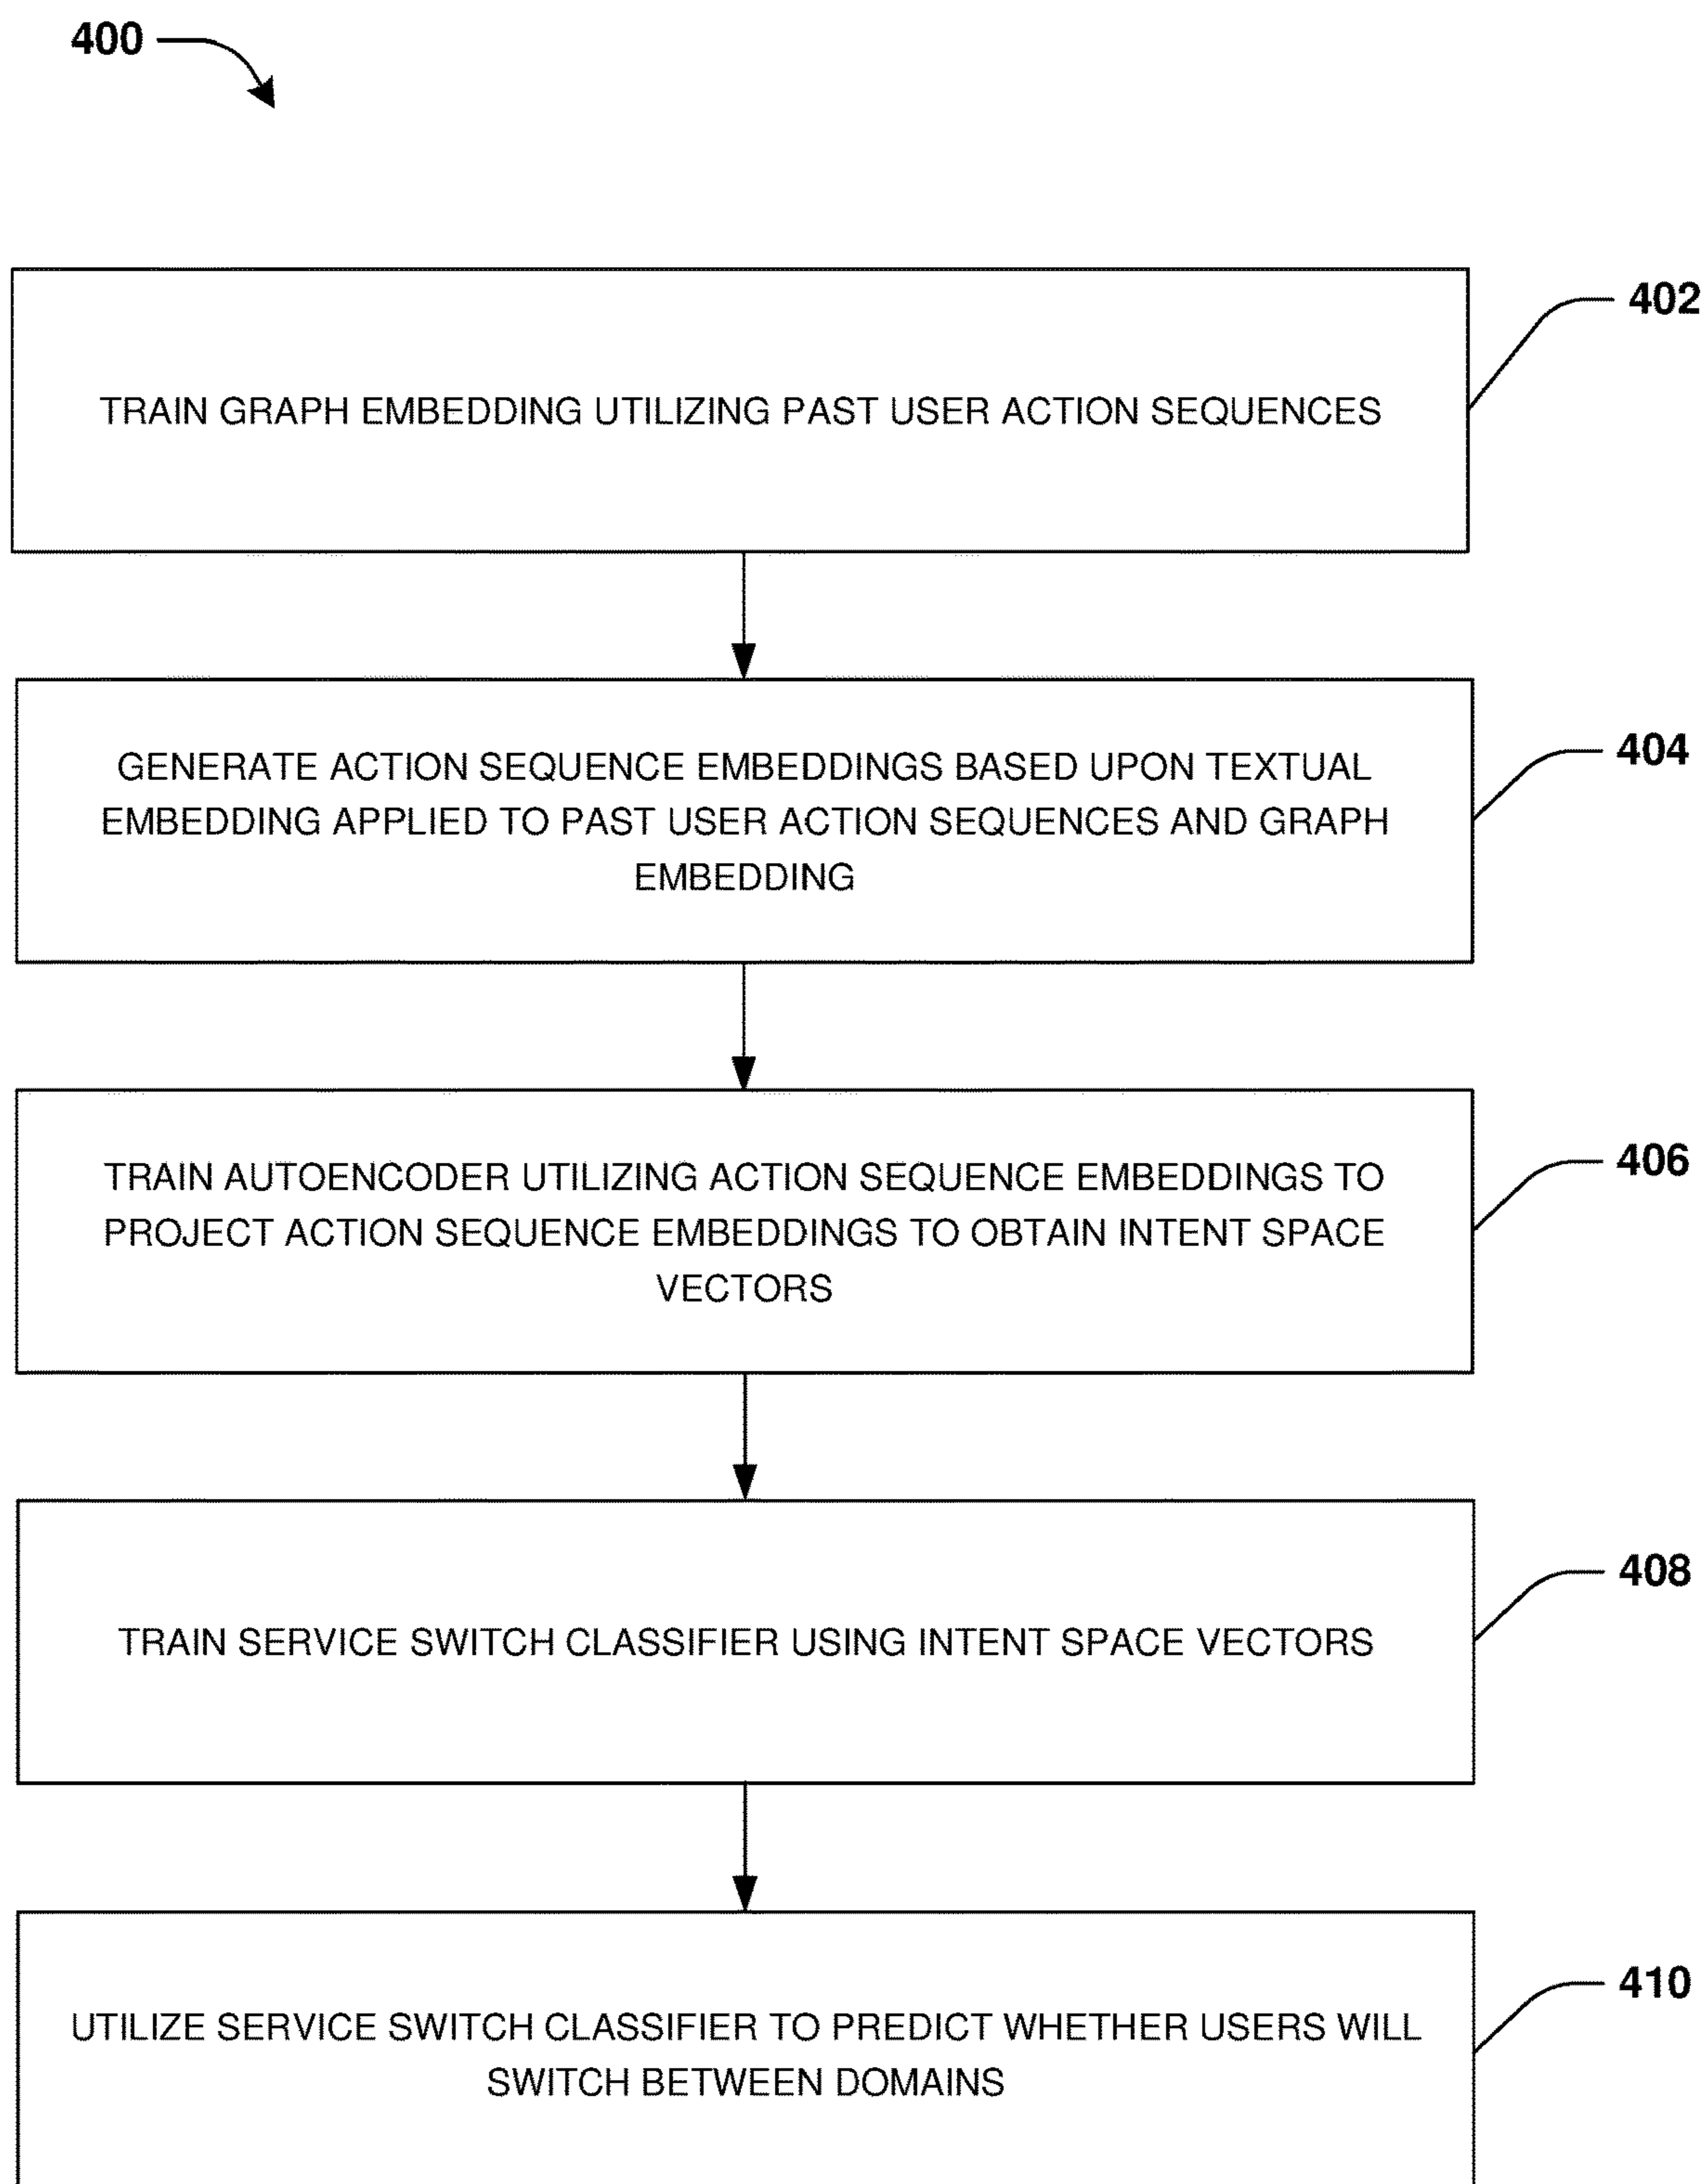 400
402
TRAIN GRAPH EMBEDDING UTILIZING PAST USER ACTION SEQUENCES
404
GENERATE ACTION SEQUENCE EMBEDDINGS BASED UPON TEXTUAL
EMBEDDING APPLIED TO PAST USER ACTION SEQUENCES AND GRAPH
EMBEDDING
406
TRAIN AUTOENCODER UTILIZING ACTION SEQUENCE EMBEDDINGS TO
PROJECT ACTION SEQUENCE EMBEDDINGS TO OBTAIN INTENT SPACE
VECTORS
408
TRAIN SERVICE SWITCH CLASSIFIER USING INTENT SPACE VECTORS
410
UTILIZE SERVICE SWITCH CLASSIFIER TO PREDICT WHETHER USERS WILL
SWITCH BETWEEN DOMAINS